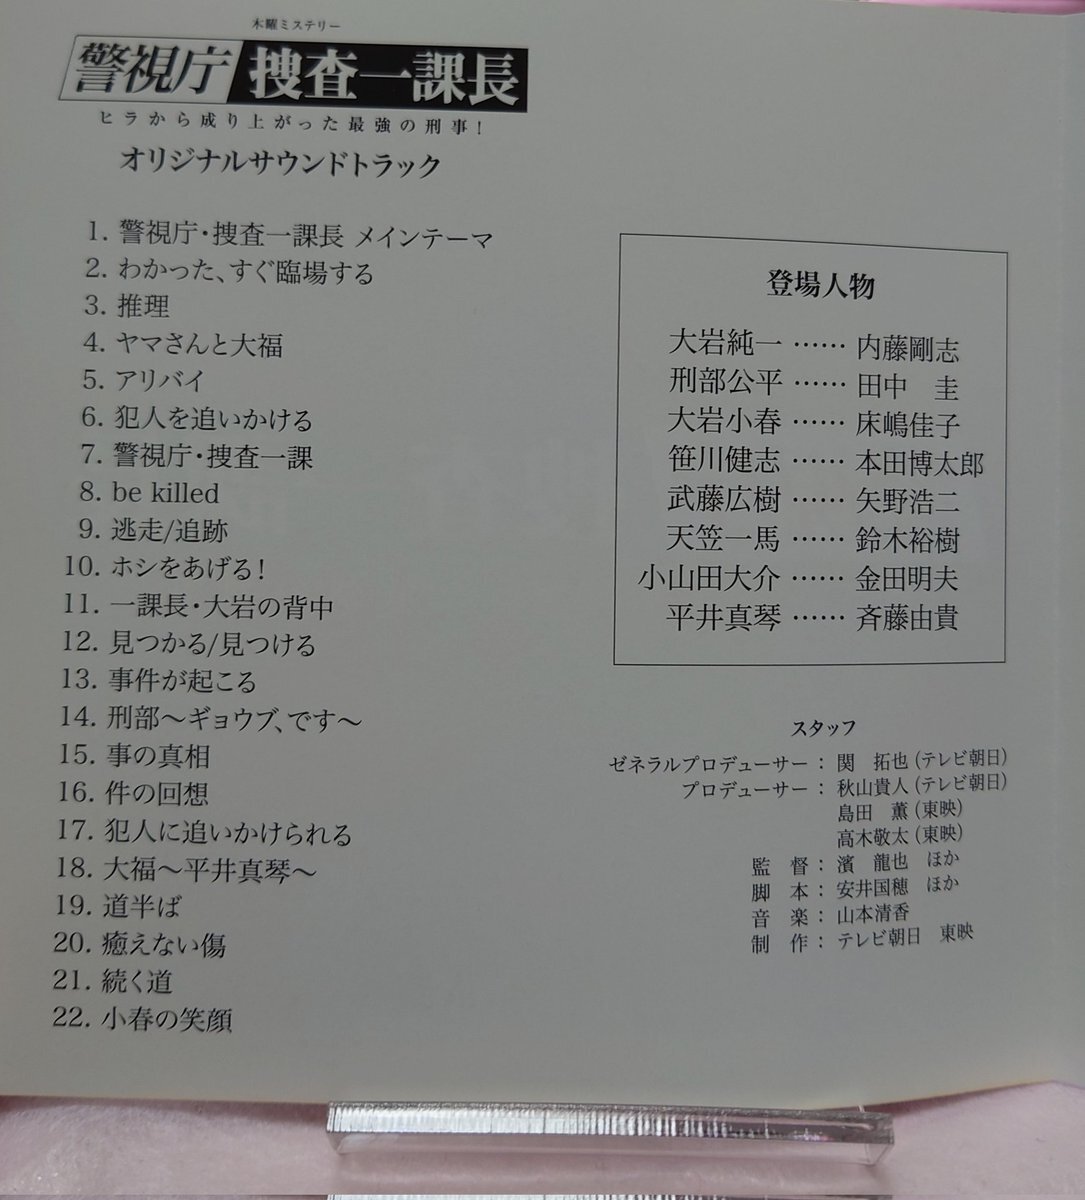 木曜ミステリー
警視庁 捜査一課長
ヒラから成り上がった最強の刑事!
オリジナルサウンドトラック
1. 警視庁・捜査一課長 メインテーマ
2. わかった、すぐ臨場する
3. 推理
4. ヤマさんと大福
5. アリバイ
6. 犯人を追いかける
7. 警視庁・捜査一課
8. be killed
9. 逃走/追跡
10. ホシをあげる!
11. 一課長・大岩の背中
12. 見つかる/見つける
13. 事件が起こる
14. 刑部〜ギョウブ、です〜
15. 事の真相
16. 件の回想
17. 犯人に追いかけられる
18. 大福〜平井真琴〜
19. 道半ば
20. 癒えない傷
21. 続く道
22. 小春の笑顔
登場人物
大岩純一 …… 内藤剛志
刑部公平 …… 田中 圭
大岩小春 …… 床嶋佳子
笹川健志 …… 本田博太郎
武藤広樹 …… 矢野浩二
天笠一馬 …… 鈴木裕樹
小山田大介 …… 金田明夫
平井真琴 …… 斉藤由貴
スタッフ
ゼネラルプロデューサー : 関 拓也 (テレビ朝日)
プロデューサー : 秋山貴人 (テレビ朝日)
島田 薫 (東映)
高木敬太 (東映)
監 督 : 濱 龍也 ほか
脚 本 : 安井国穂 ほか
音 楽 : 山本清香
制 作 : テレビ朝日 東映